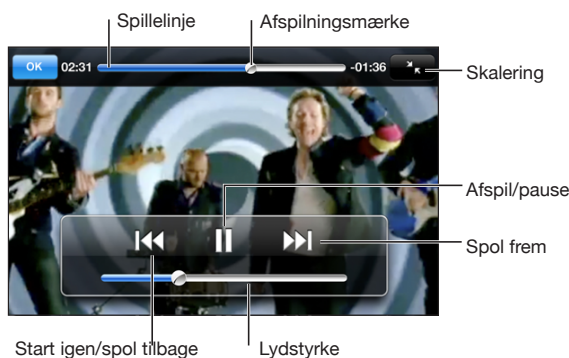 Spillelinje Afspilningsmærke
OK 02:31 -01:36
Skalering
Afspil/pause
Spol frem
Start igen/spol tilbage Lydstyrke